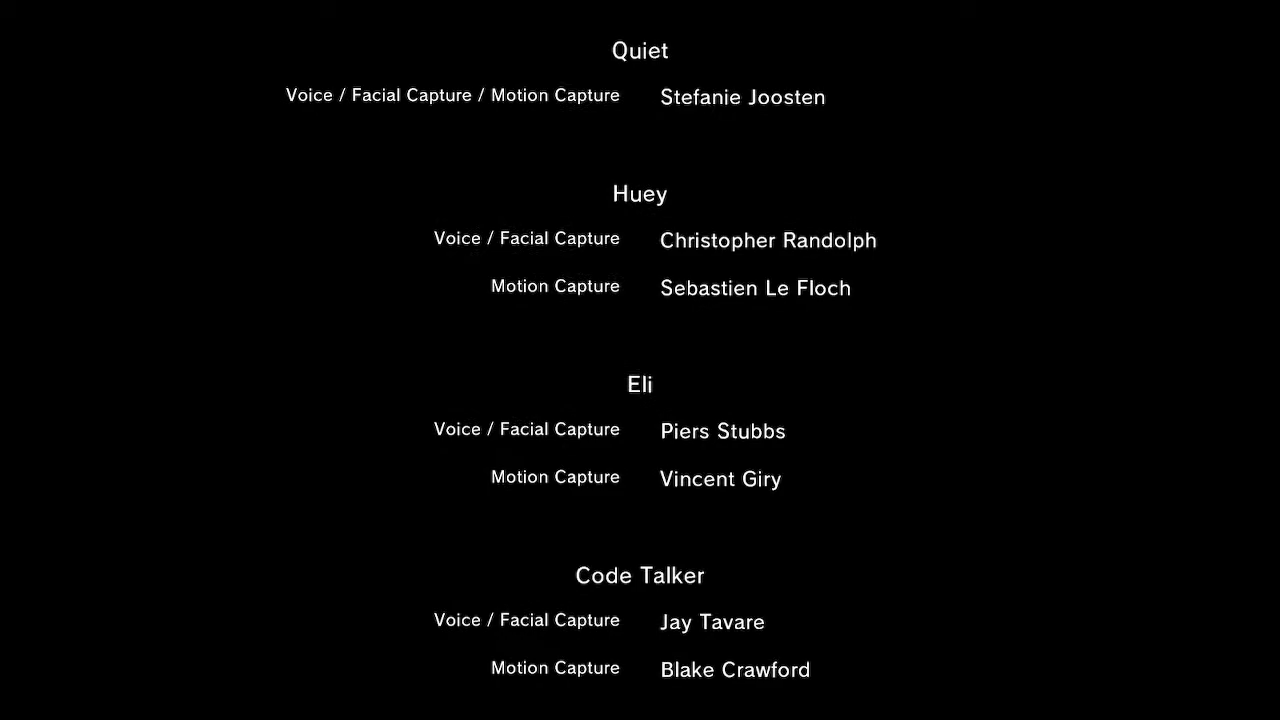 Quiet
Voice / Facial Capture / Motion Capture Stefanie Joosten
Huey
Voice / Facial Capture Christopher Randolph
Motion Capture Sebastien Le Floch
Eli
Voice / Facial Capture Piers Stubbs
Motion Capture Vincent Giry
Code Talker
Voice / Facial Capture Jay Tavare
Motion Capture Blake Crawford